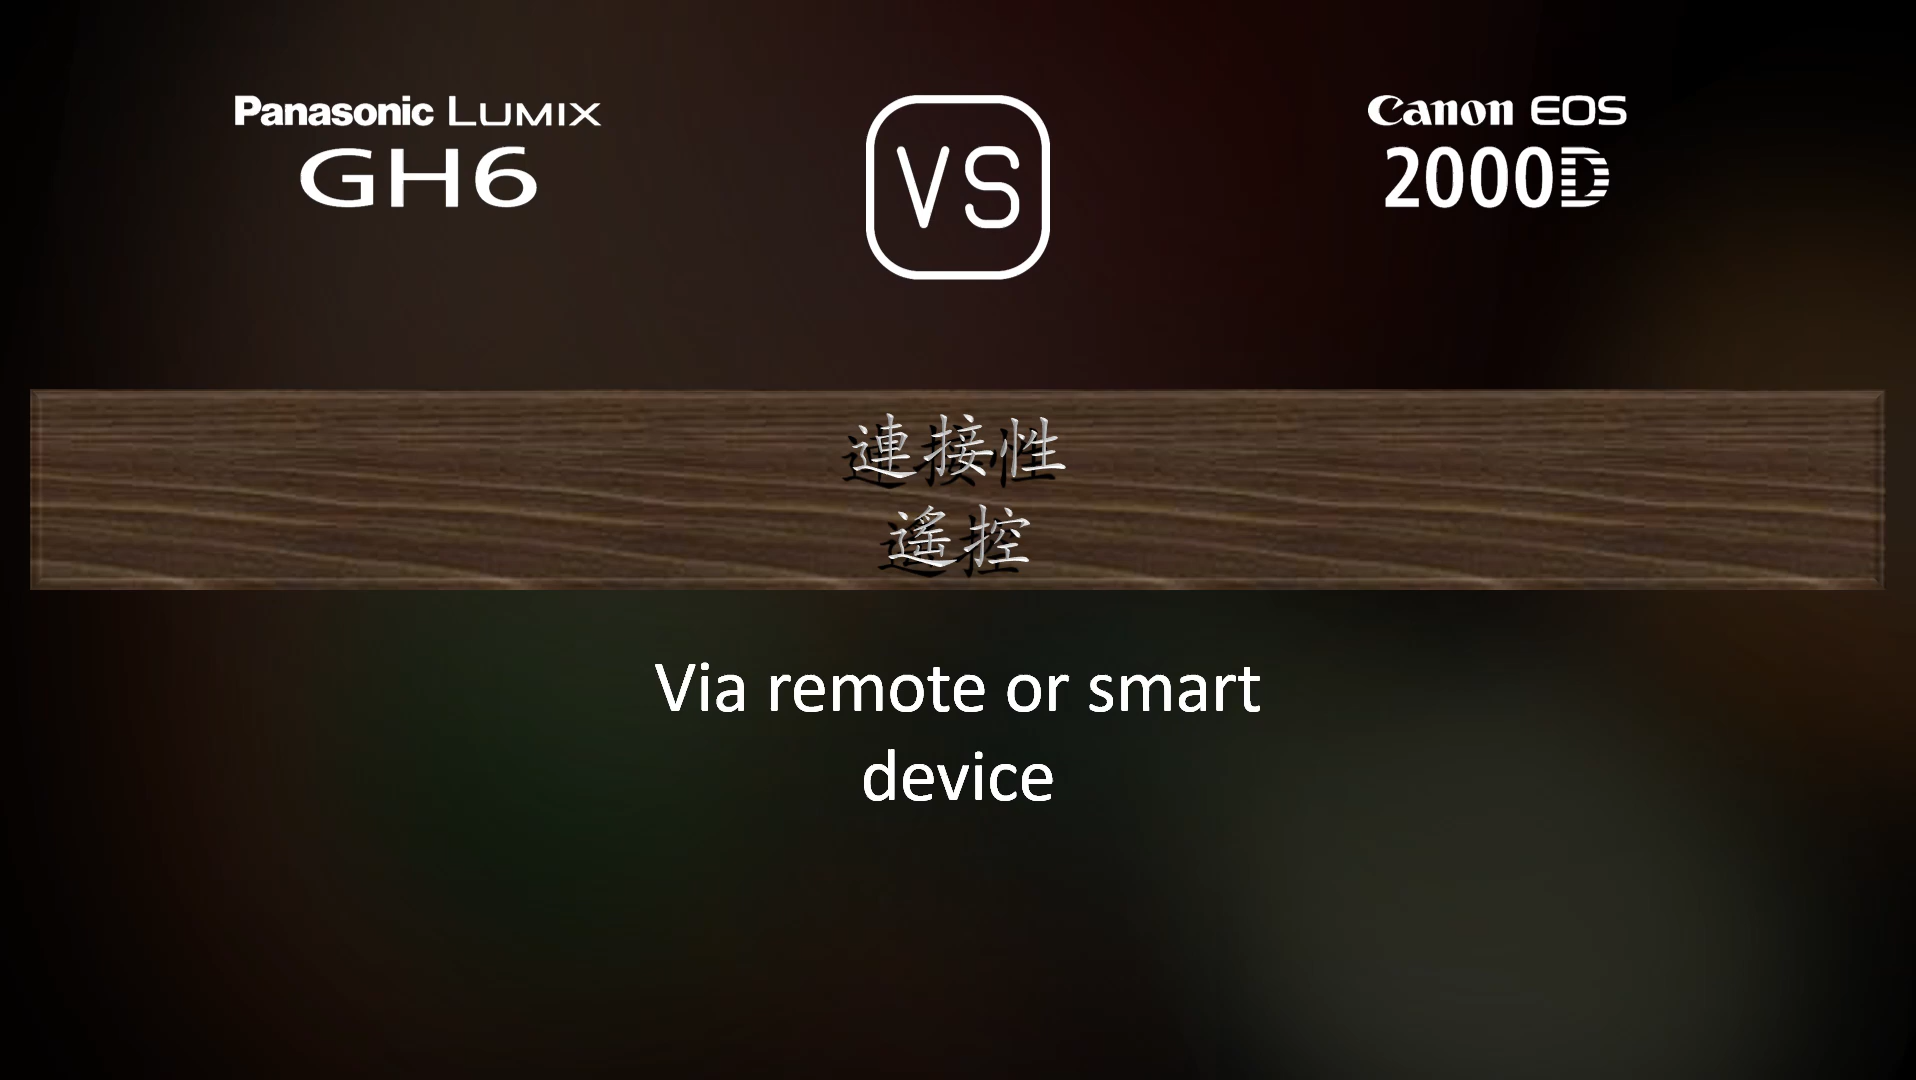 Panasonic LUMIX
GH6
VS
Canon EOS
2000D
連接性
遙控
Via remote or smart
device